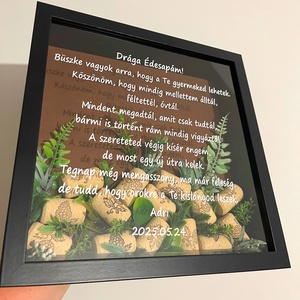 Drága Édesapám!
Büszke vagyok arra, hogy a Te gyermeked lehetek.
Köszönöm, hogy mindig mellettem álltál,
féltettél, óvtál.
Mindent megadtál, amit csak tudtál
bármi is történt rám mindig vigyáztál.
A szereteted végig kísér engem
de most egy új útra kelek.
Tegnap még mengasszony, ma már feleség
de tudd, hogy örökre a Te kislányod leszek.
Adri
2025.05.24.